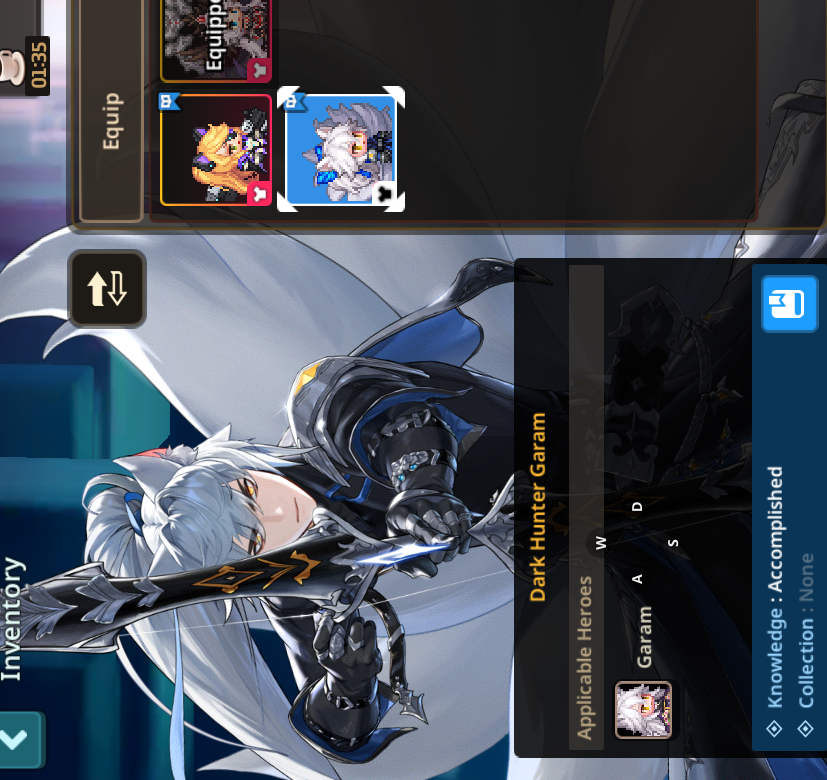 Inventory
01:35
Equip
Equipped
Dark Hunter Garam
Applicable Heroes
Garam
W
A
S
D
Knowledge : Accomplished
Collection : None